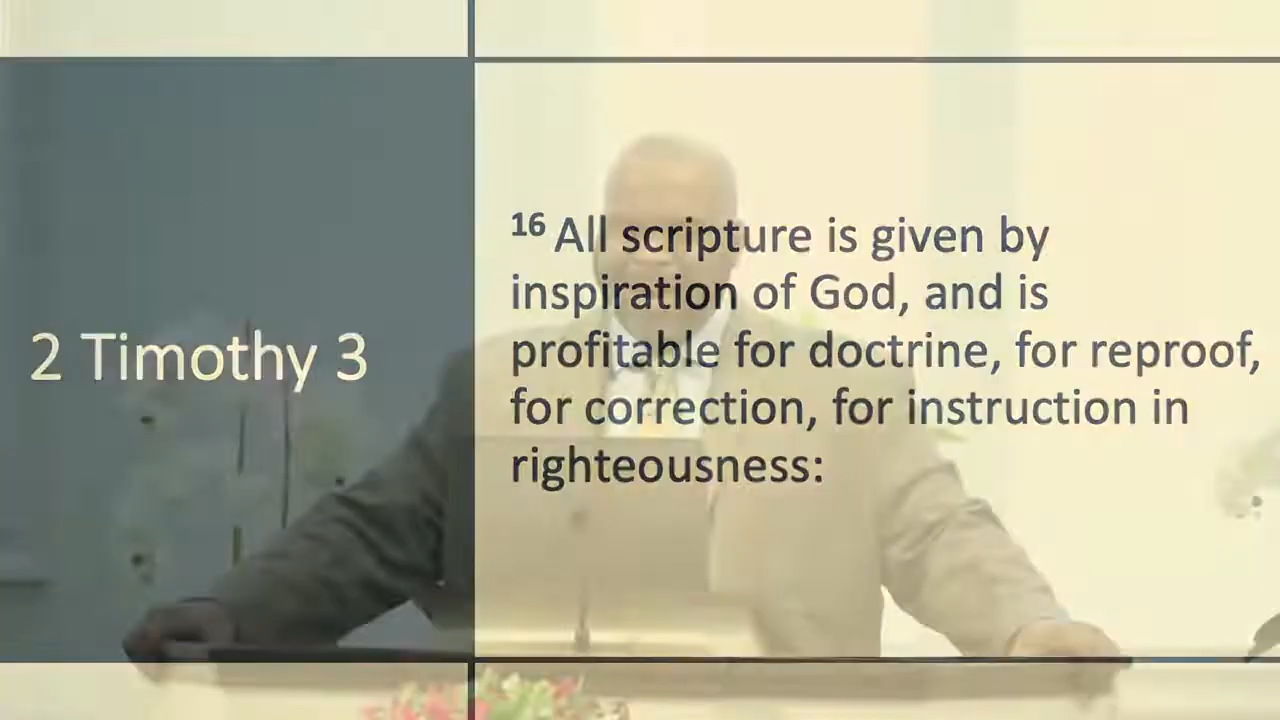 2 Timothy 3
16 All scripture is given by
inspiration of God, and is
profitable for doctrine, for reproof,
for correction, for instruction in
righteousness: